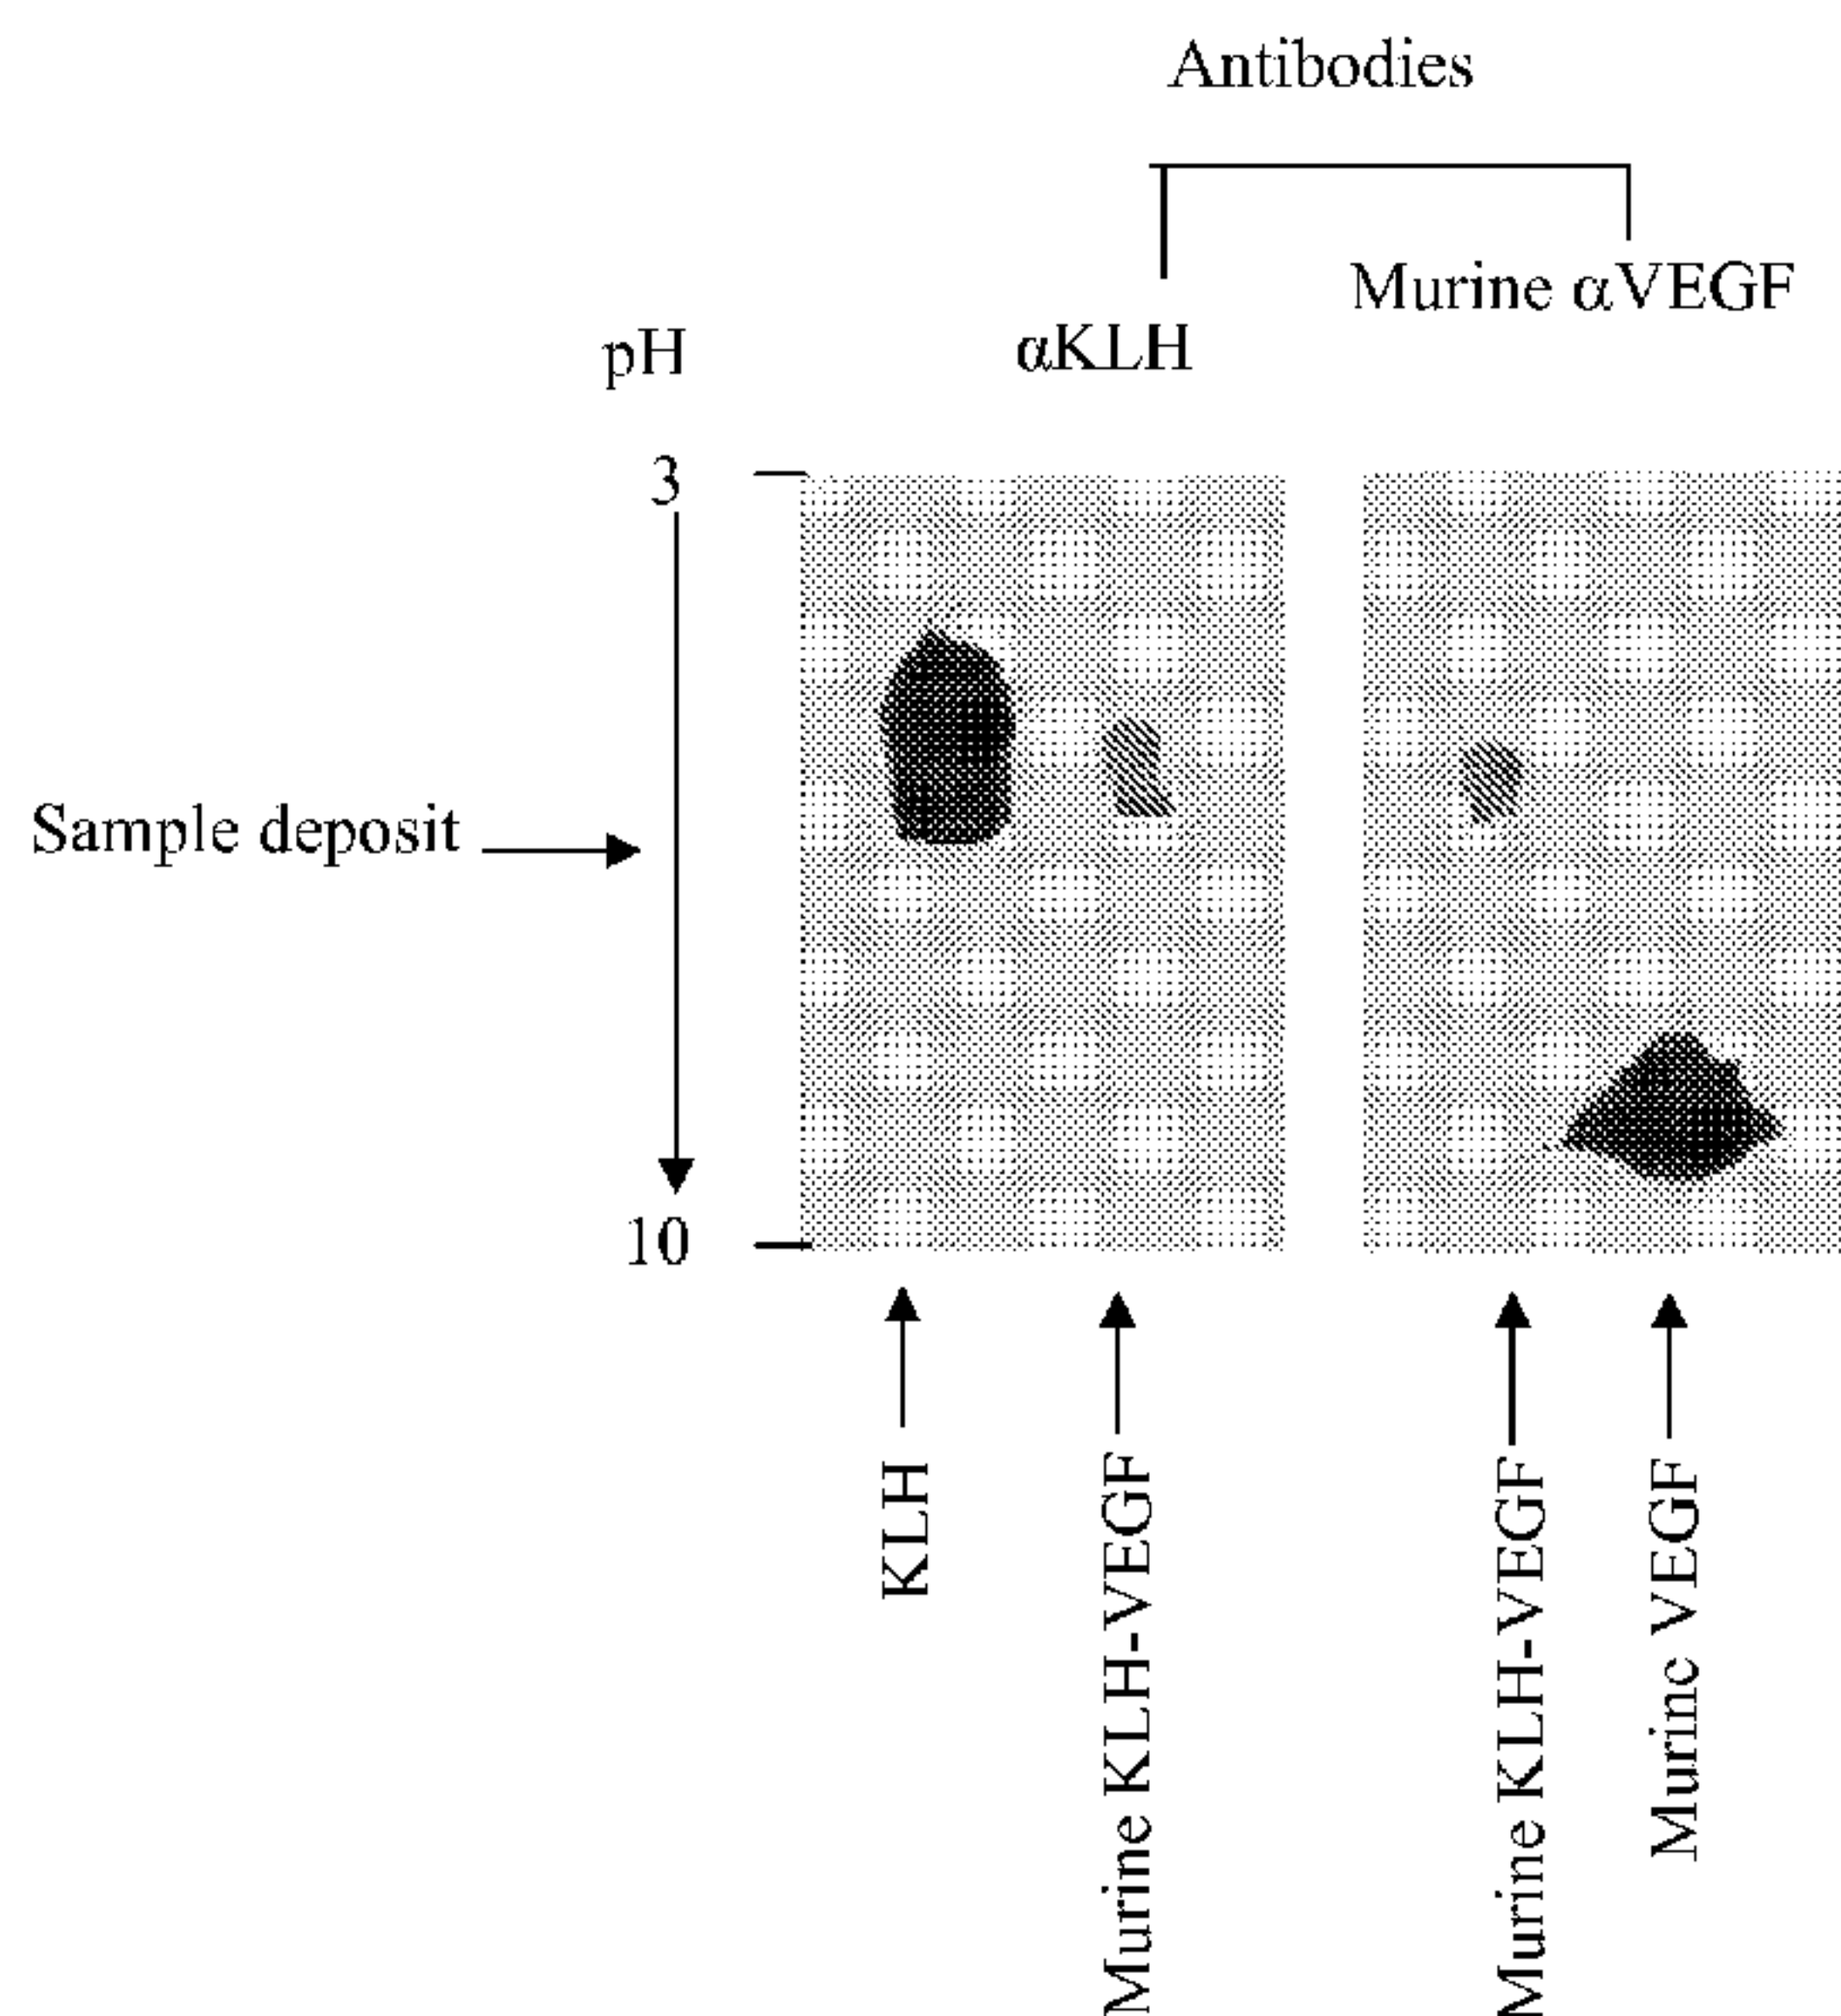 Antibodies
Murine αVEGF
αKLH
pH
3
Sample deposit
10
KLH
Murine KLH-VEGF
Murine KLH-VEGF
Murine VEGF